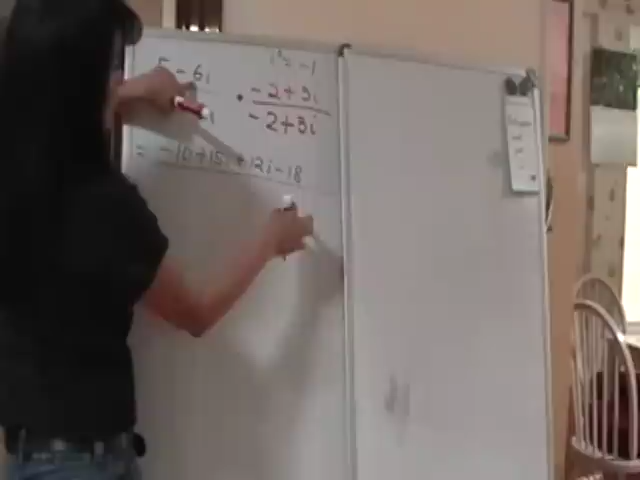 i² = -1
5 - 6i
i · -2 + 3i
-2 + 3i
= -10 + 15i + 12i - 18